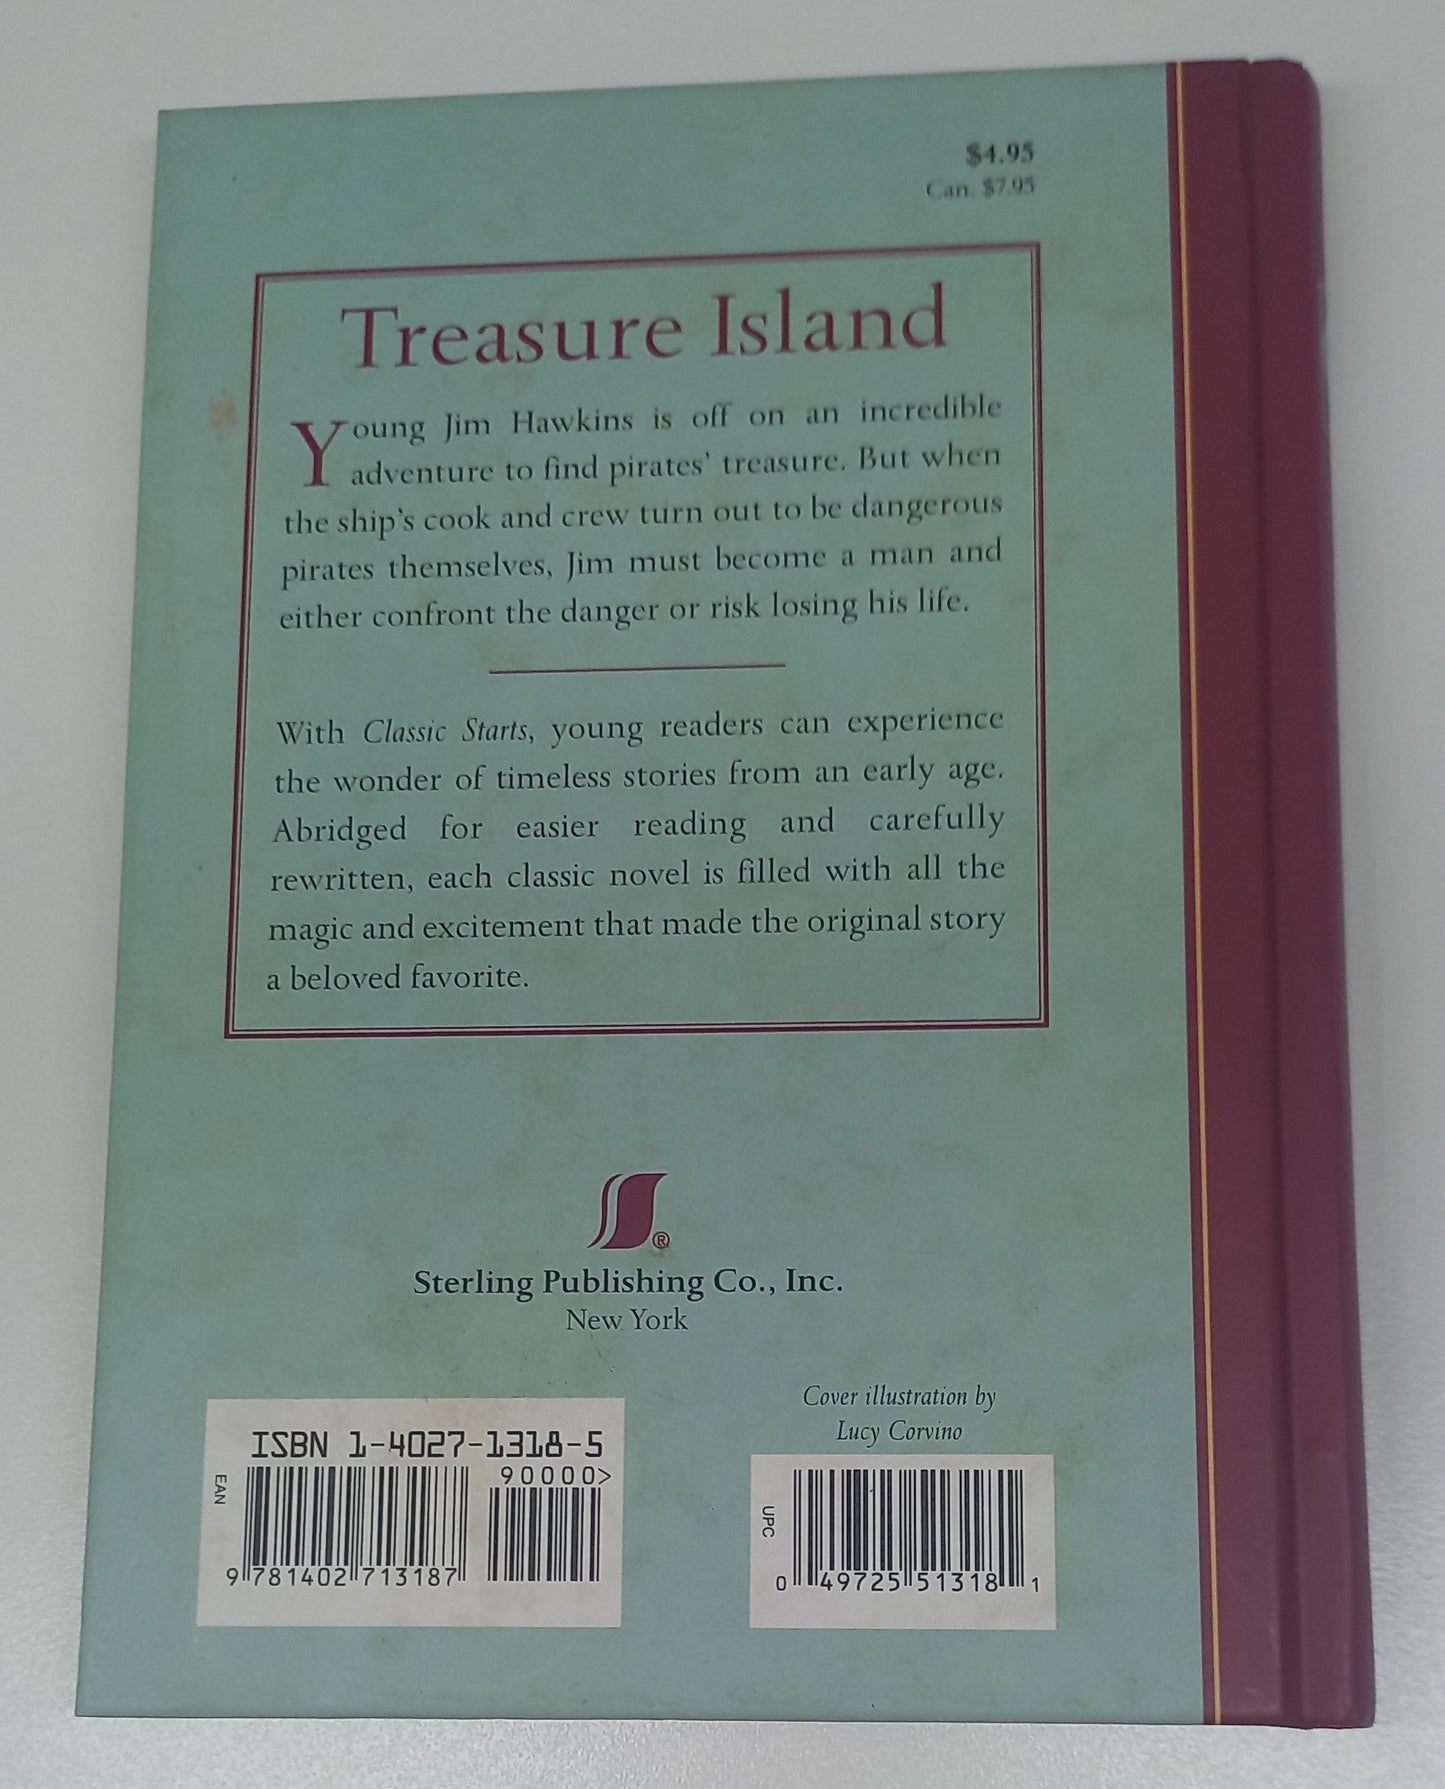 $4.95
Can. $7.95
Treasure Island
Young Jim Hawkins is off on an incredible
adventure to find pirates' treasure. But when
the ship's cook and crew turn out to be dangerous
pirates themselves, Jim must become a man and
either confront the danger or risk losing his life.
With Classic Starts, young readers can experience
the wonder of timeless stories from an early age.
Abridged for easier reading and carefully
rewritten, each classic novel is filled with all the
magic and excitement that made the original story
a beloved favorite.
®
Sterling Publishing Co., Inc.
New York
Cover illustration by
Lucy Corvino
ISBN 1-4027-1318-5
90000>
EAN
9 781402 713187
UPC
0 49725 51318 1